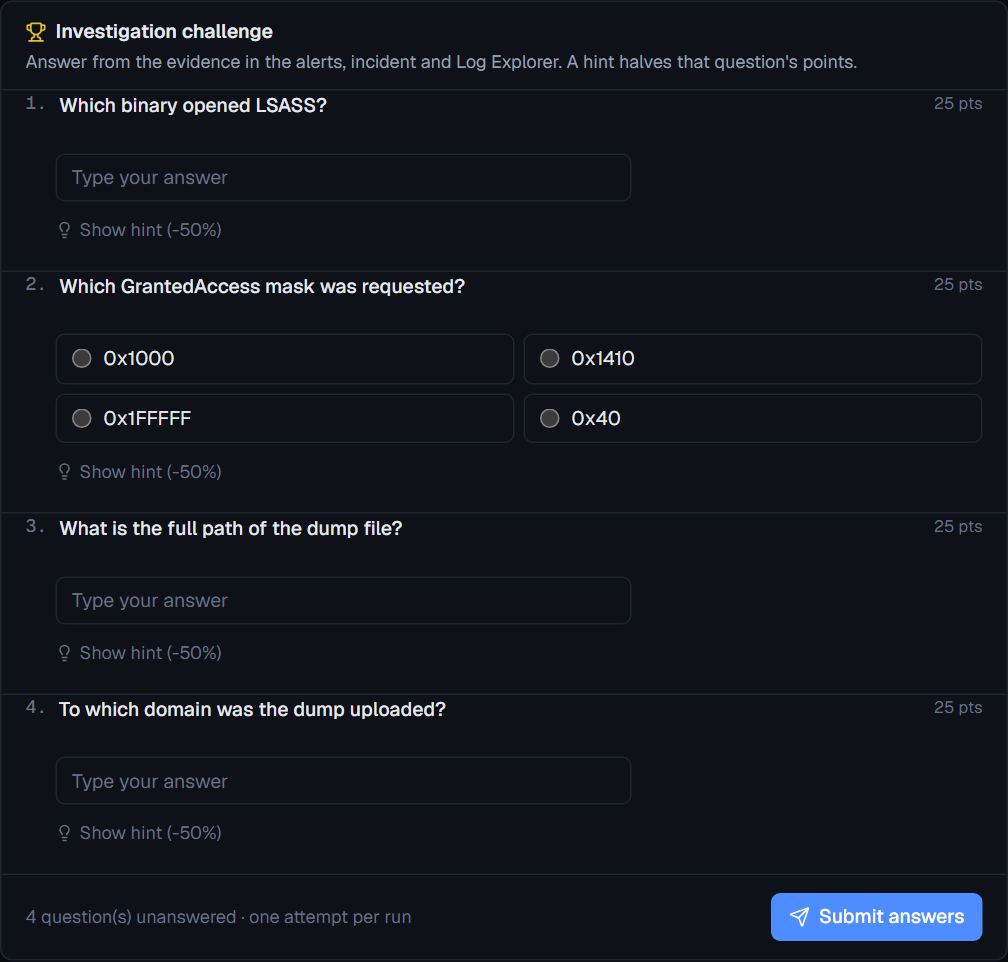 Investigation challenge
Answer from the evidence in the alerts, incident and Log Explorer. A hint halves that question's points.
1. Which binary opened LSASS? 25 pts
Type your answer
Show hint (-50%)
2. Which GrantedAccess mask was requested? 25 pts
0x1000 0x1410
0x1FFFFF 0x40
Show hint (-50%)
3. What is the full path of the dump file? 25 pts
Type your answer
Show hint (-50%)
4. To which domain was the dump uploaded? 25 pts
Type your answer
Show hint (-50%)
4 question(s) unanswered · one attempt per run Submit answers